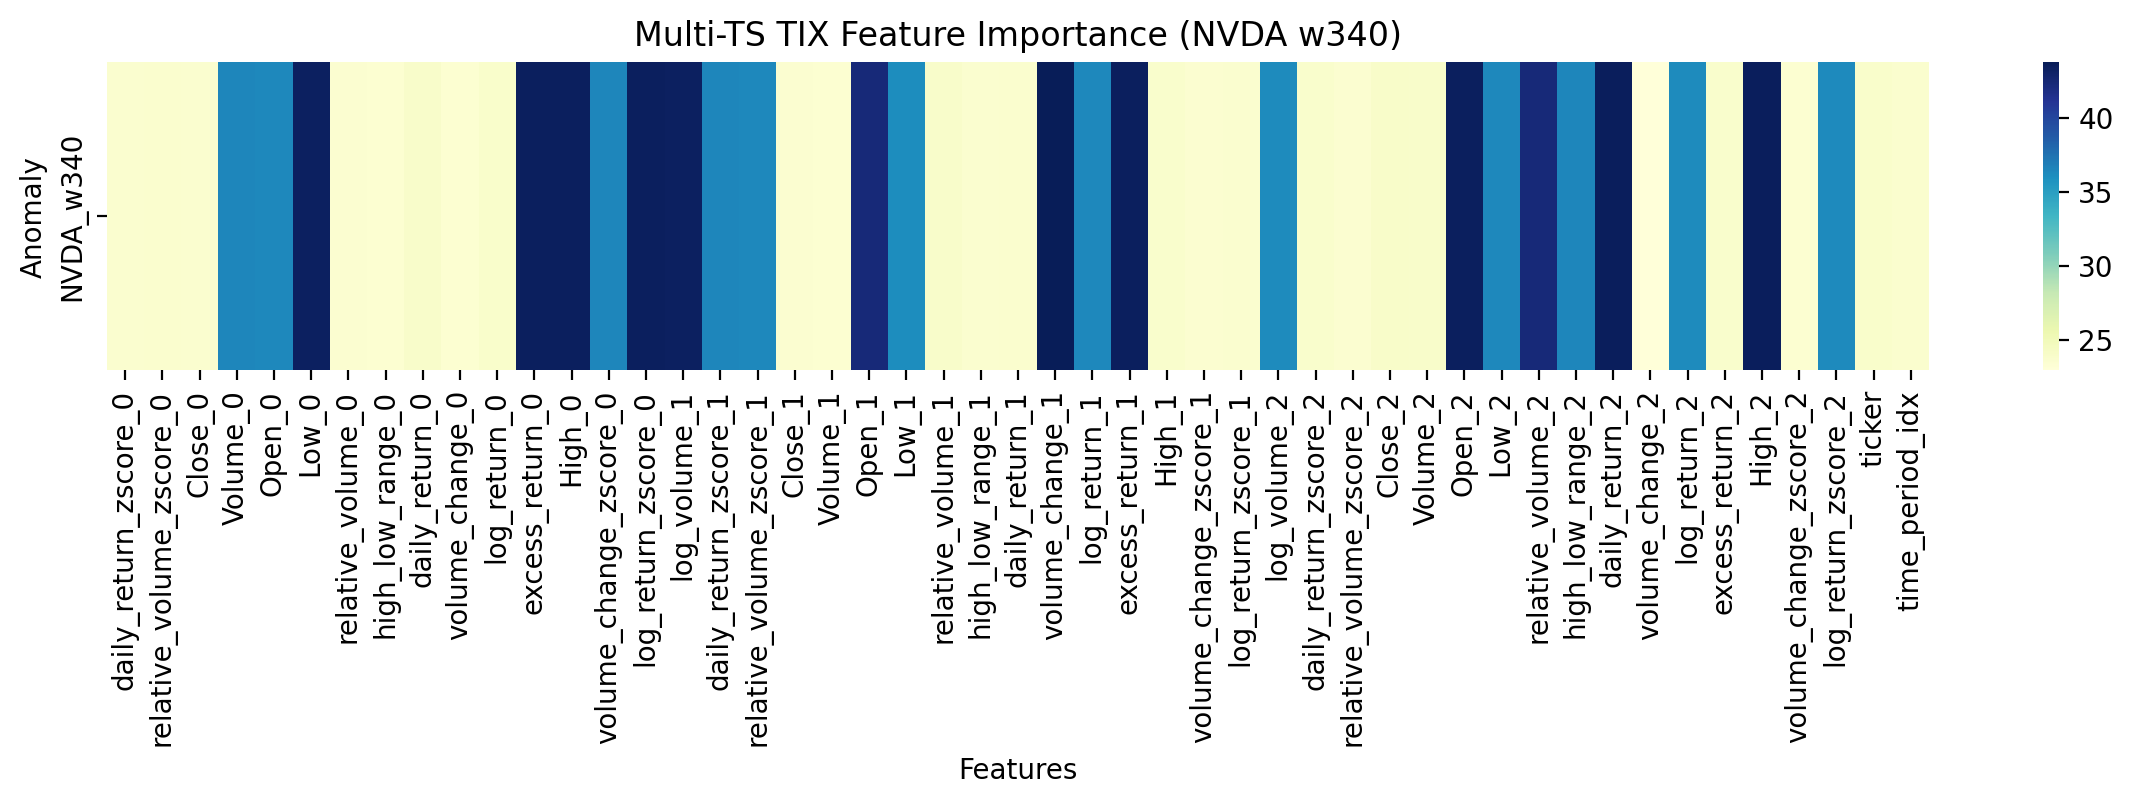 Multi-TS TIX Feature Importance (NVDA w340)
Anomaly
NVDA_w340
40
35
30
25
daily_return_zscore_0
relative_volume_zscore_0
Close_0
Volume_0
Open_0
Low_0
relative_volume_0
high_low_range_0
daily_return_0
volume_change_0
log_return_0
excess_return_0
High_0
volume_change_zscore_0
log_return_zscore_0
log_volume_1
daily_return_zscore_1
relative_volume_zscore_1
Close_1
Volume_1
Open_1
Low_1
relative_volume_1
high_low_range_1
daily_return_1
volume_change_1
log_return_1
excess_return_1
High_1
volume_change_zscore_1
log_return_zscore_1
log_volume_2
daily_return_zscore_2
relative_volume_zscore_2
Close_2
Volume_2
Open_2
Low_2
relative_volume_2
high_low_range_2
daily_return_2
volume_change_2
log_return_2
excess_return_2
High_2
volume_change_zscore_2
log_return_zscore_2
ticker
time_period_idx
Features